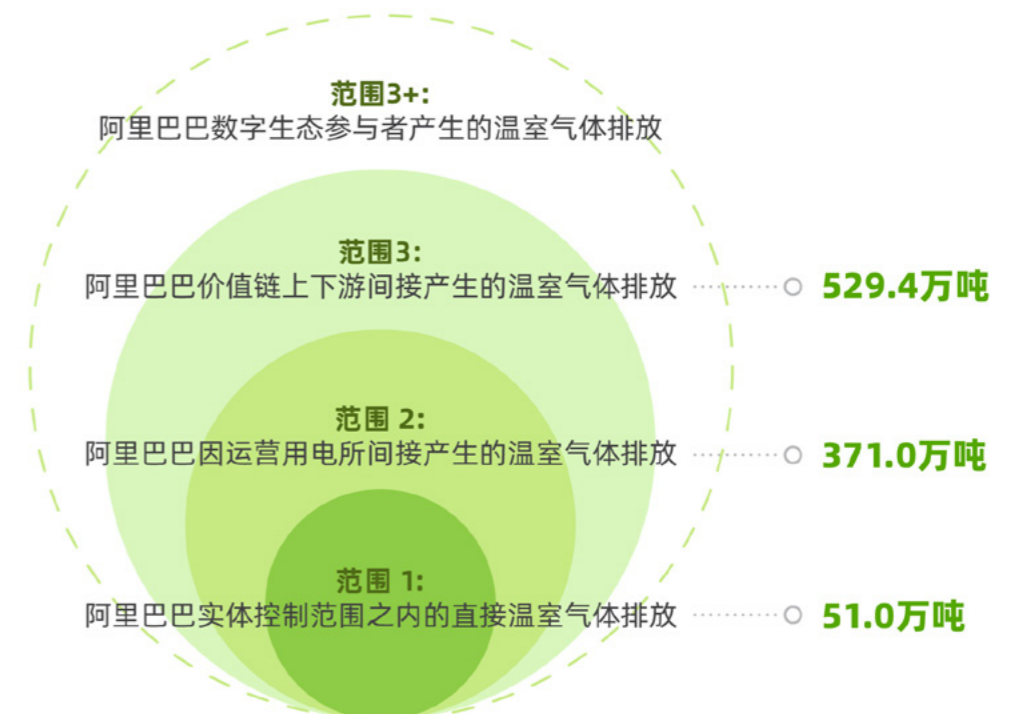 范围3+:
阿里巴巴数字生态参与者产生的温室气体排放
范围3:
阿里巴巴价值链上下游间接产生的温室气体排放
529.4万吨
范围 2:
阿里巴巴因运营用电所间接产生的温室气体排放
371.0万吨
范围 1:
阿里巴巴实体控制范围之内的直接温室气体排放
51.0万吨